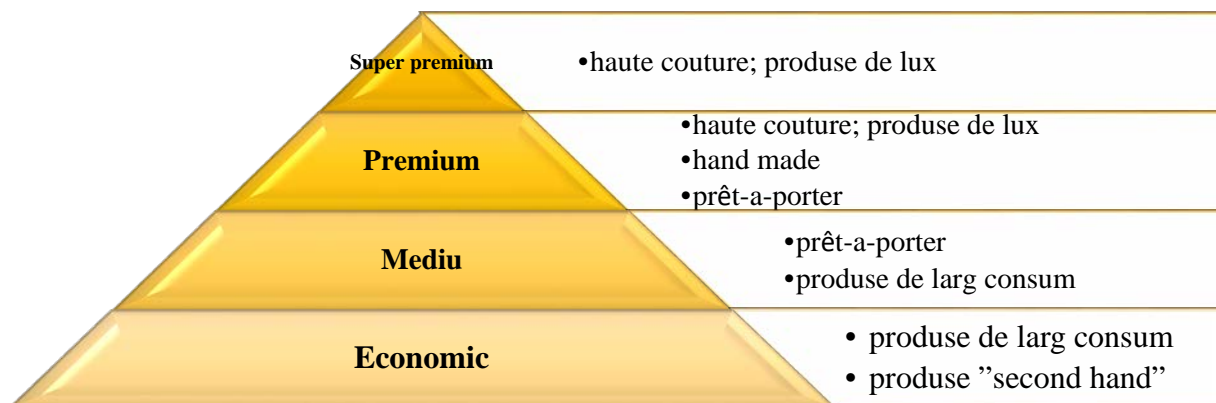 Super premium
•haute couture; produse de lux
Premium
•haute couture; produse de lux
•hand made
•prêt-a-porter
Mediu
•prêt-a-porter
•produse de larg consum
Economic
• produse de larg consum
• produse ”second hand”